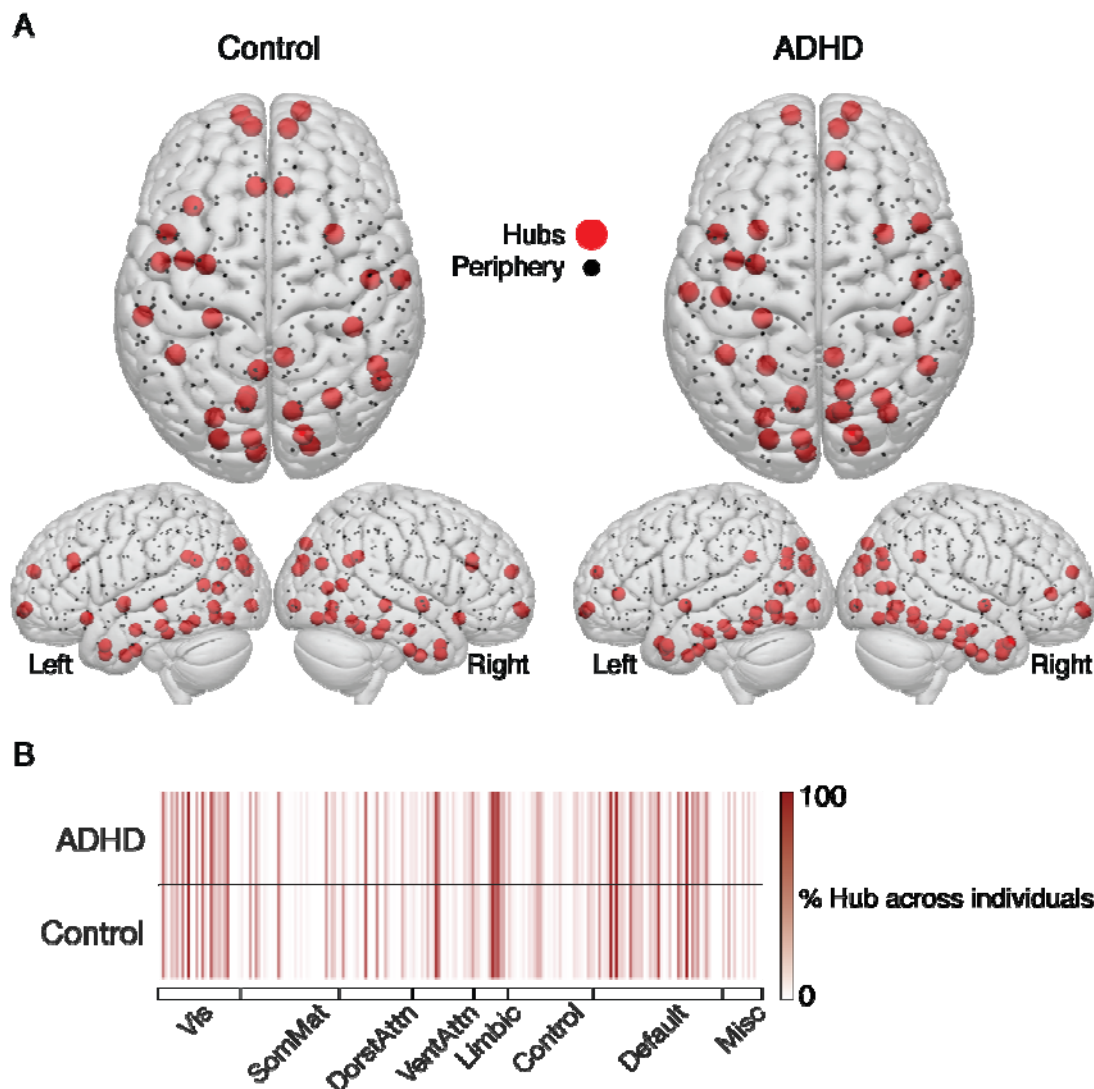 A
Control
ADHD
Hubs
Periphery
Left
Right
Left
Right
B
ADHD
Control
100
% Hub across individuals
0
Vis
SomMat
DorstAttn
VentAttn
Limbic
Control
Default
Misc